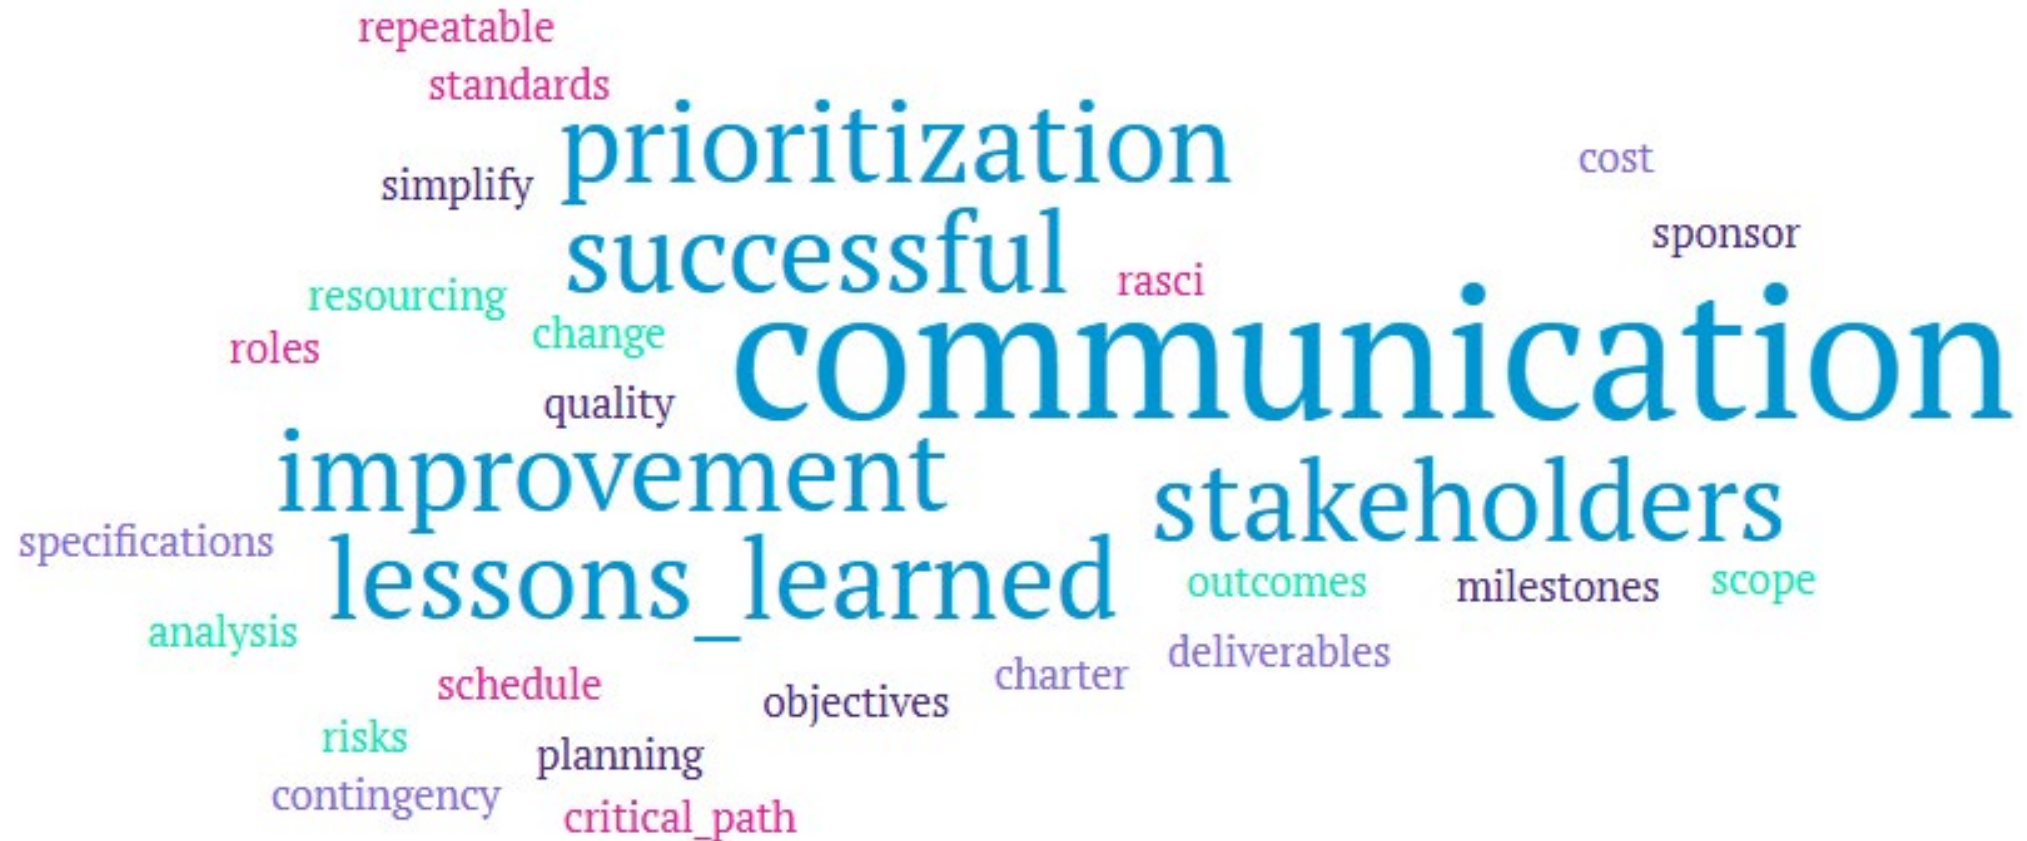 repeatable
standards
prioritization
cost
simplify
successful
sponsor
rasci
resourcing
change
roles
communication
quality
improvement
stakeholders
specifications
lessons_learned
outcomes
milestones
scope
analysis
deliverables
schedule
charter
objectives
risks
planning
contingency
critical_path